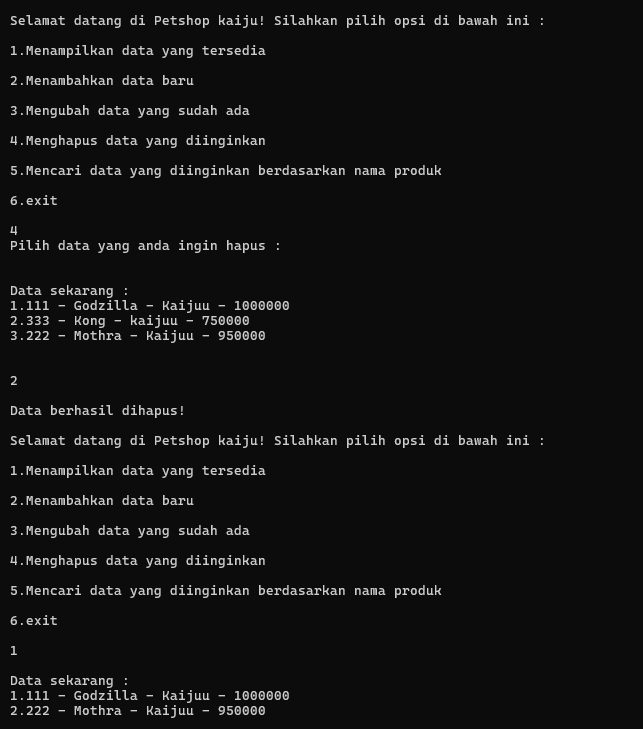 Selamat datang di Petshop kaiju! Silahkan pilih opsi di bawah ini :
1.Menampilkan data yang tersedia
2.Menambahkan data baru
3.Mengubah data yang sudah ada
4.Menghapus data yang diinginkan
5.Mencari data yang diinginkan berdasarkan nama produk
6.exit
4
Pilih data yang anda ingin hapus :
Data sekarang :
1.111 - Godzilla - Kaijuu - 1000000
2.333 - Kong - kaijuu - 750000
3.222 - Mothra - Kaijuu - 950000
2
Data berhasil dihapus!
Selamat datang di Petshop kaiju! Silahkan pilih opsi di bawah ini :
1.Menampilkan data yang tersedia
2.Menambahkan data baru
3.Mengubah data yang sudah ada
4.Menghapus data yang diinginkan
5.Mencari data yang diinginkan berdasarkan nama produk
6.exit
1
Data sekarang :
1.111 - Godzilla - Kaijuu - 1000000
2.222 - Mothra - Kaijuu - 950000